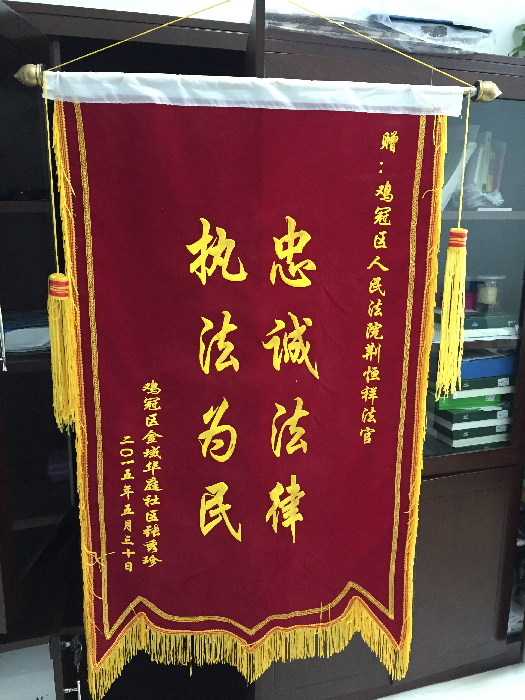 赠：鸡冠区人民法院荆恒祥法官
忠诚法律
执法为民
鸡冠区金域华庭社区张秀珍
二〇一五年五月三十日